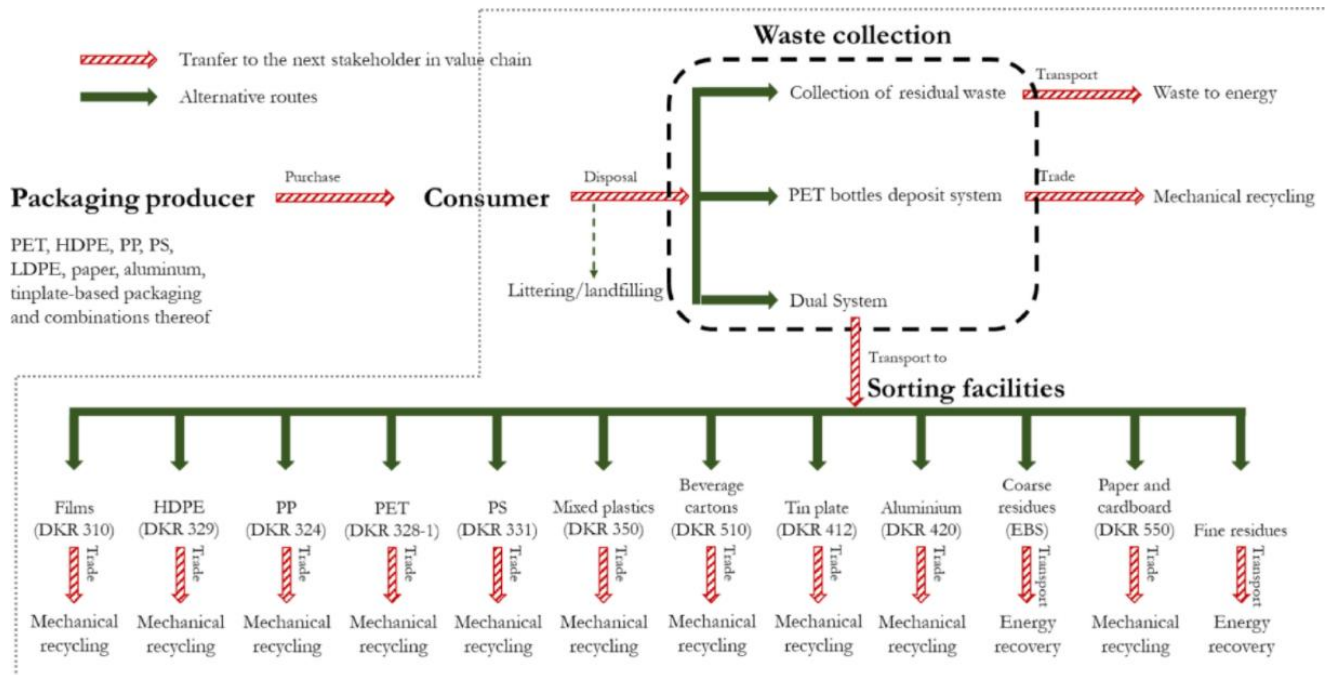 Waste collection
Tranfer to the next stakeholder in value chain
Alternative routes
Collection of residual waste
Transport
Waste to energy
Packaging producer
Purchase
Consumer
Disposal
PET bottles deposit system
Trade
Mechanical recycling
PET, HDPE, PP, PS,
LDPE, paper, aluminum,
tinplate-based packaging
and combinations thereof
Littering/landfilling
Dual System
Transport to
Sorting facilities
Films
(DKR 310)
Trade
Mechanical
recycling
HDPE
(DKR 329)
Trade
Mechanical
recycling
PP
(DKR 324)
Trade
Mechanical
recycling
PET
(DKR 328-1)
Trade
Mechanical
recycling
PS
(DKR 331)
Trade
Mechanical
recycling
Mixed plastics
(DKR 350)
Trade
Mechanical
recycling
Beverage
cartons
(DKR 510)
Trade
Mechanical
recycling
Tin plate
(DKR 412)
Trade
Mechanical
recycling
Aluminium
(DKR 420)
Trade
Mechanical
recycling
Coarse
residues
(EBS)
Transport
Energy
recovery
Paper and
cardboard
(DKR 550)
Trade
Mechanical
recycling
Fine residues
Transport
Energy
recovery